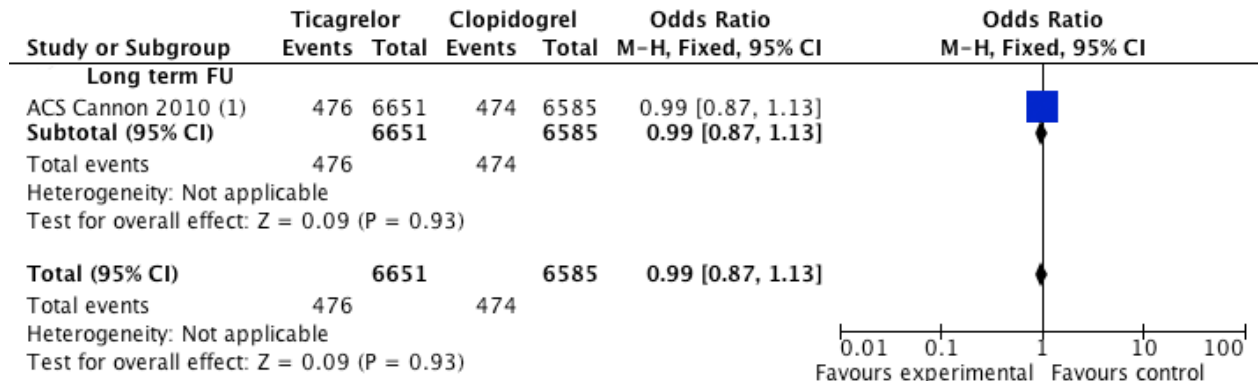 Ticagrelor Clopidogrel Odds Ratio Odds Ratio
Study or Subgroup Events Total Events Total M-H, Fixed, 95% CI M-H, Fixed, 95% CI
Long term FU
ACS Cannon 2010 (1) 476 6651 474 6585 0.99 [0.87, 1.13]
Subtotal (95% CI) 6651 6585 0.99 [0.87, 1.13]
Total events 476 474
Heterogeneity: Not applicable
Test for overall effect: Z = 0.09 (P = 0.93)
Total (95% CI) 6651 6585 0.99 [0.87, 1.13]
Total events 476 474
Heterogeneity: Not applicable
Test for overall effect: Z = 0.09 (P = 0.93)
0.01 0.1 1 10 100
Favours experimental Favours control